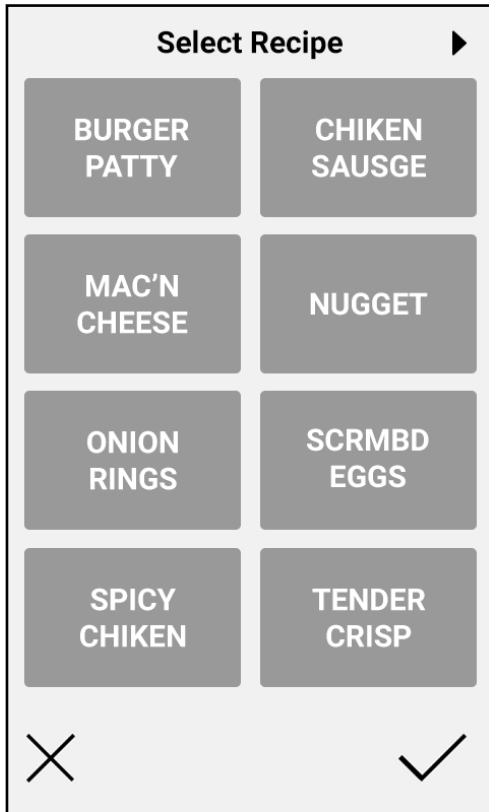 Select Recipe
BURGER
PATTY
CHIKEN
SAUSGE
MAC’N
CHEESE
NUGGET
ONION
RINGS
SCRMBD
EGGS
SPICY
CHIKEN
TENDER
CRISP